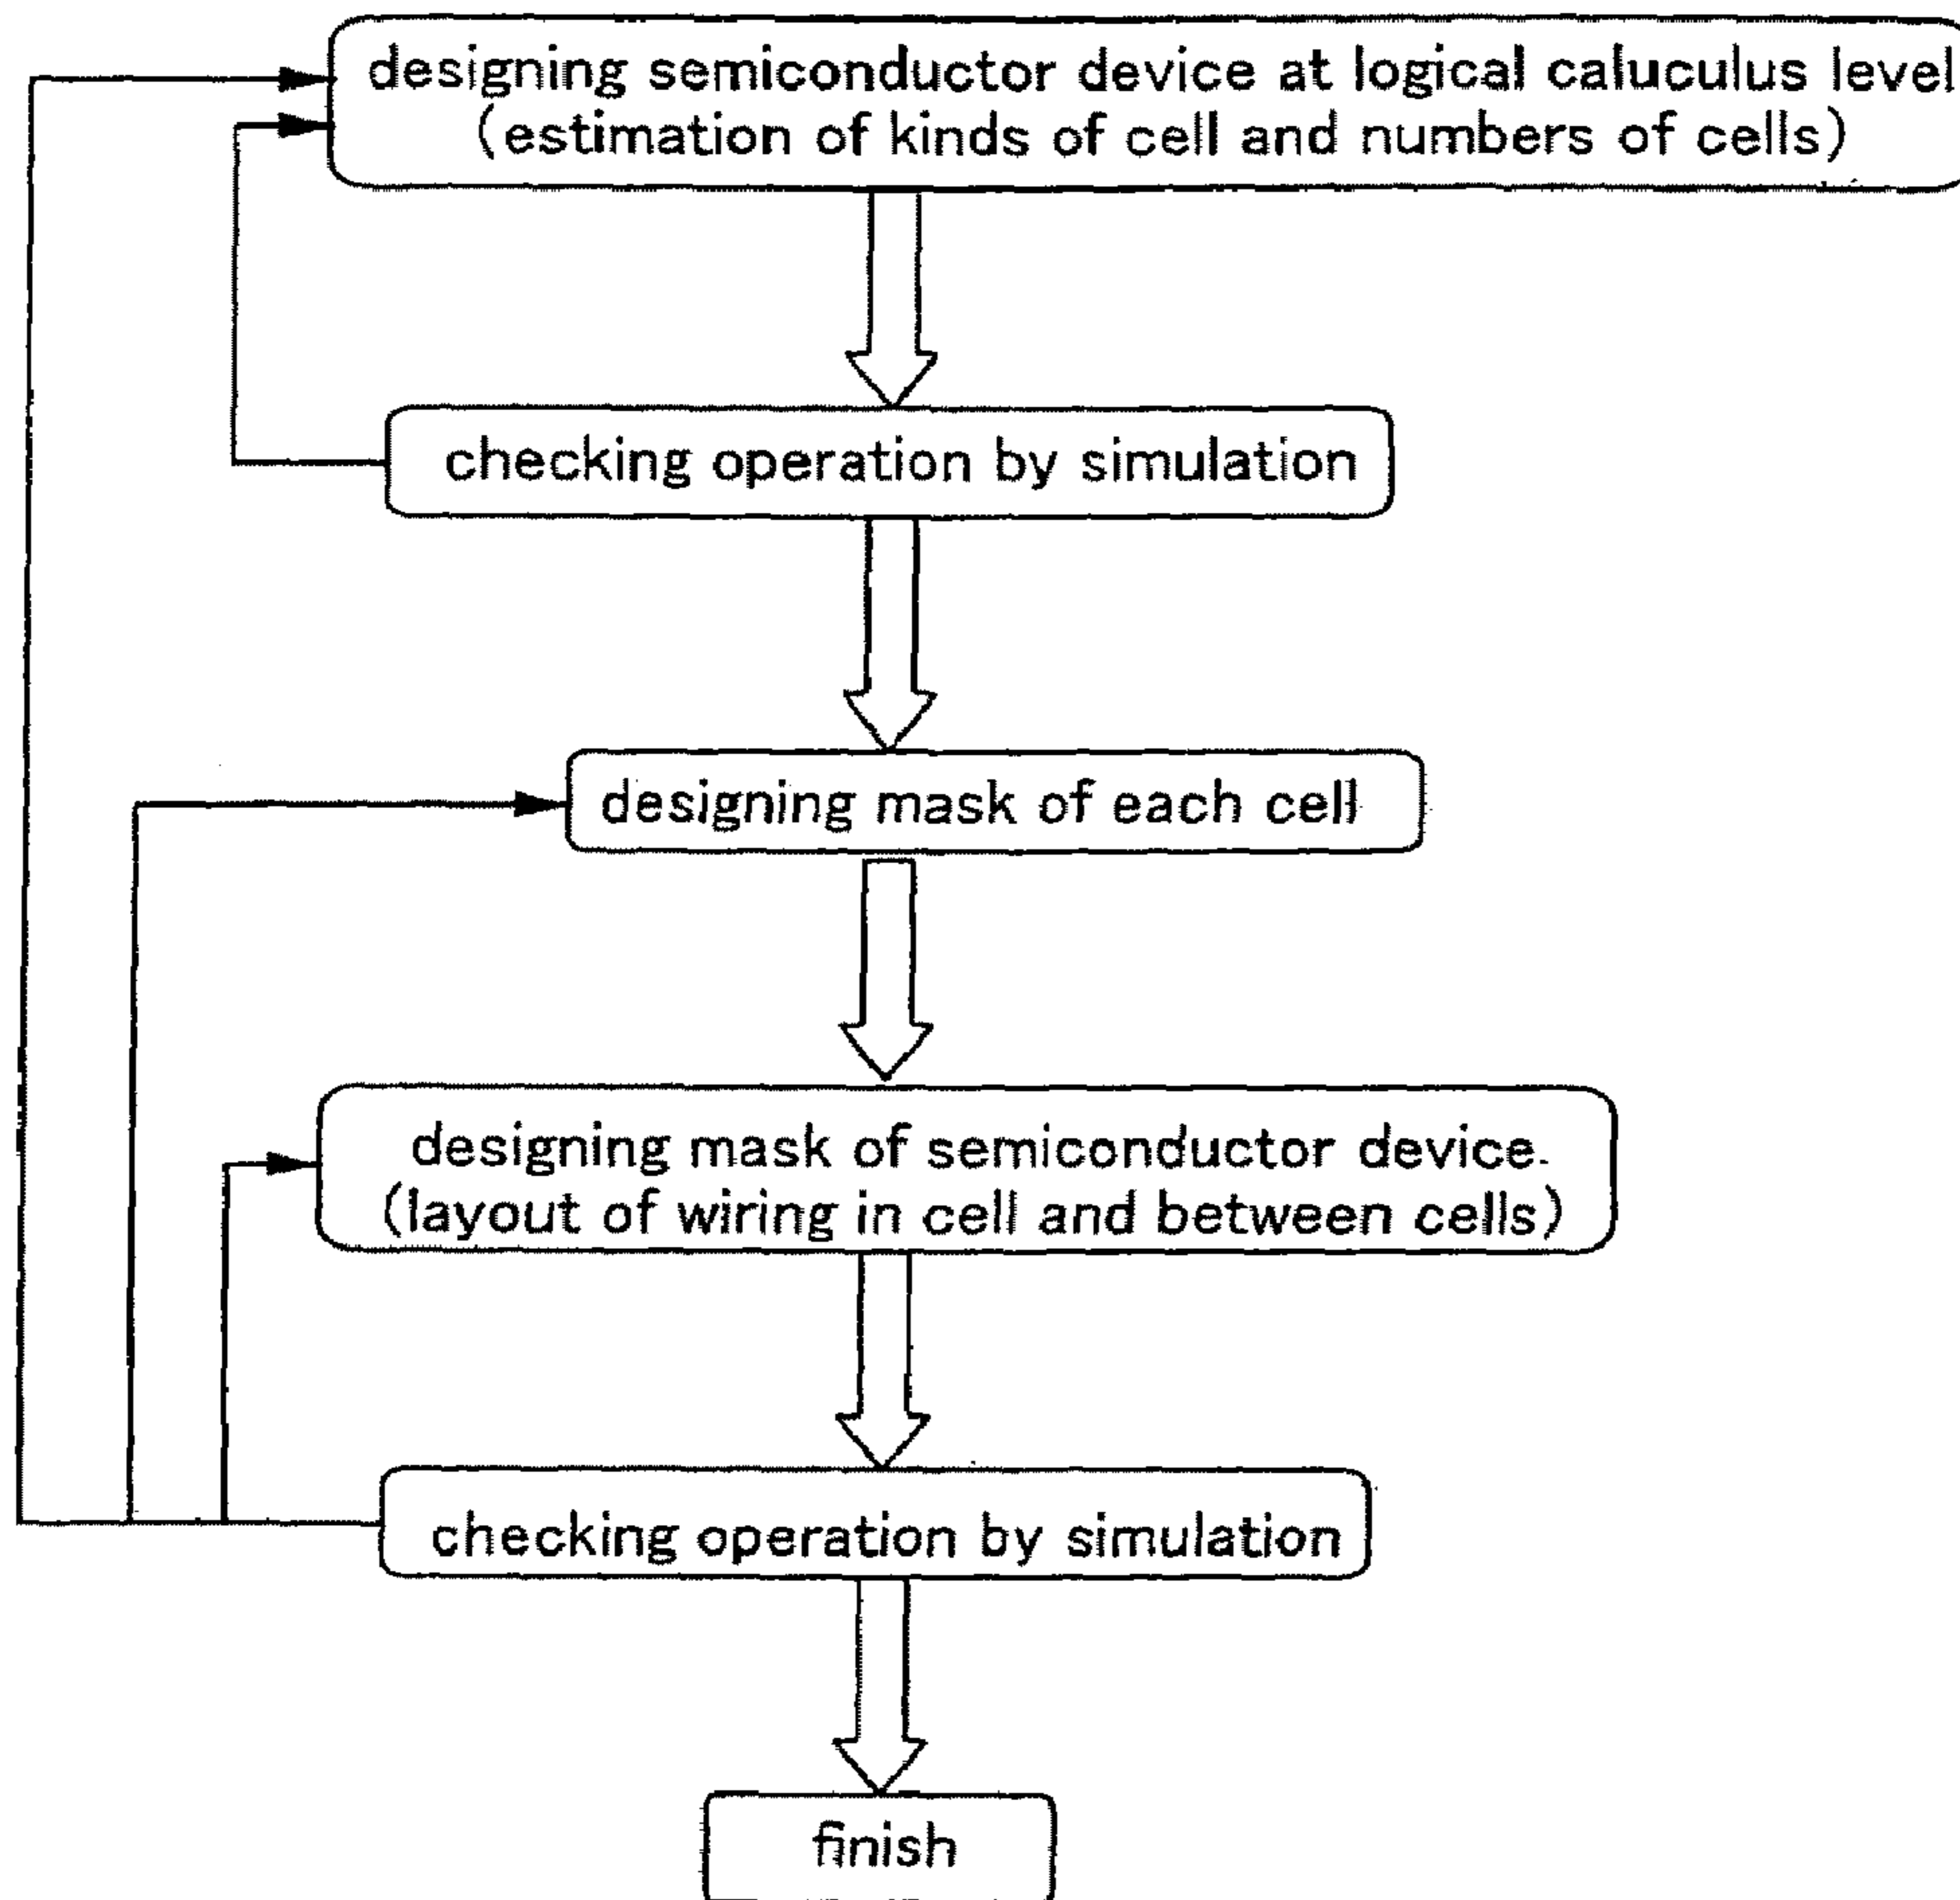 designing semiconductor device at logical caluculus level
(estimation of kinds of cell and numbers of cells)
checking operation by simulation
designing mask of each cell
designing mask of semiconductor device
(layout of wiring in cell and between cells)
checking operation by simulation
finish